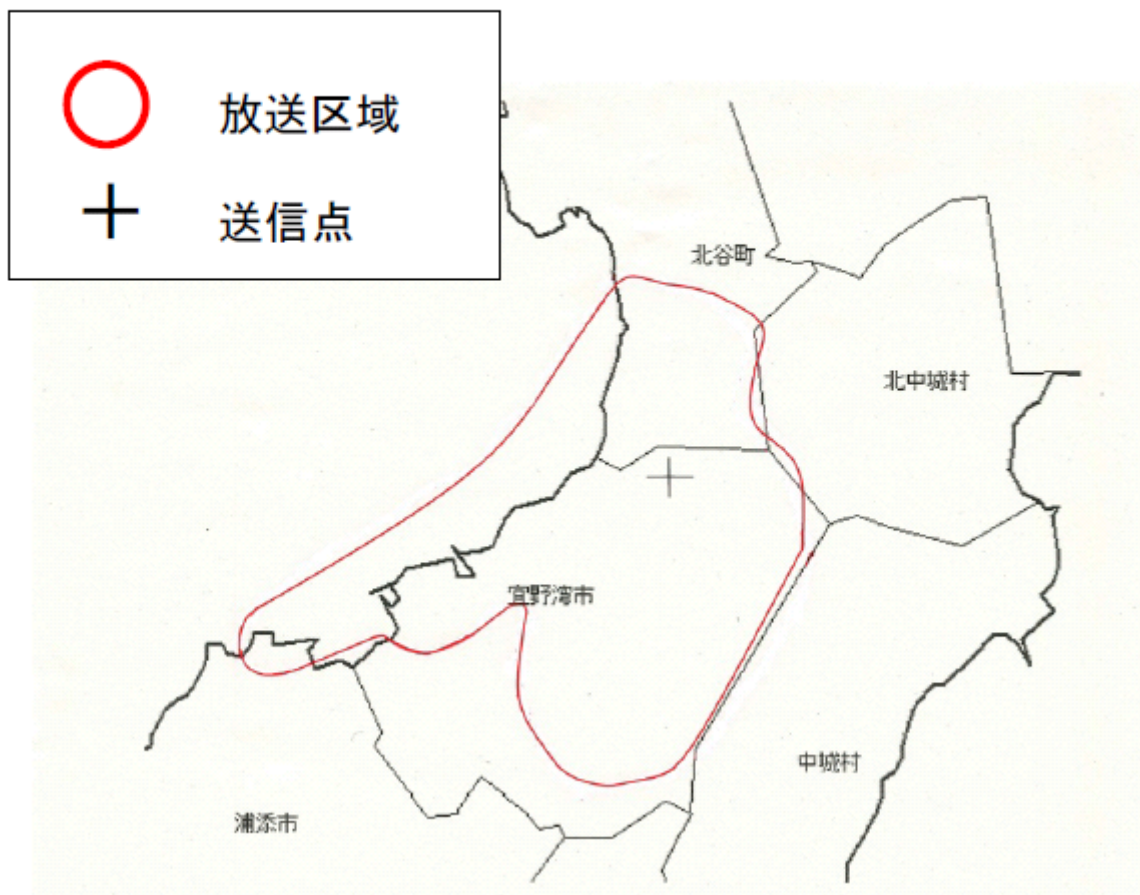 放送区域
送信点
北谷町
北中城村
宜野湾市
中城村
浦添市